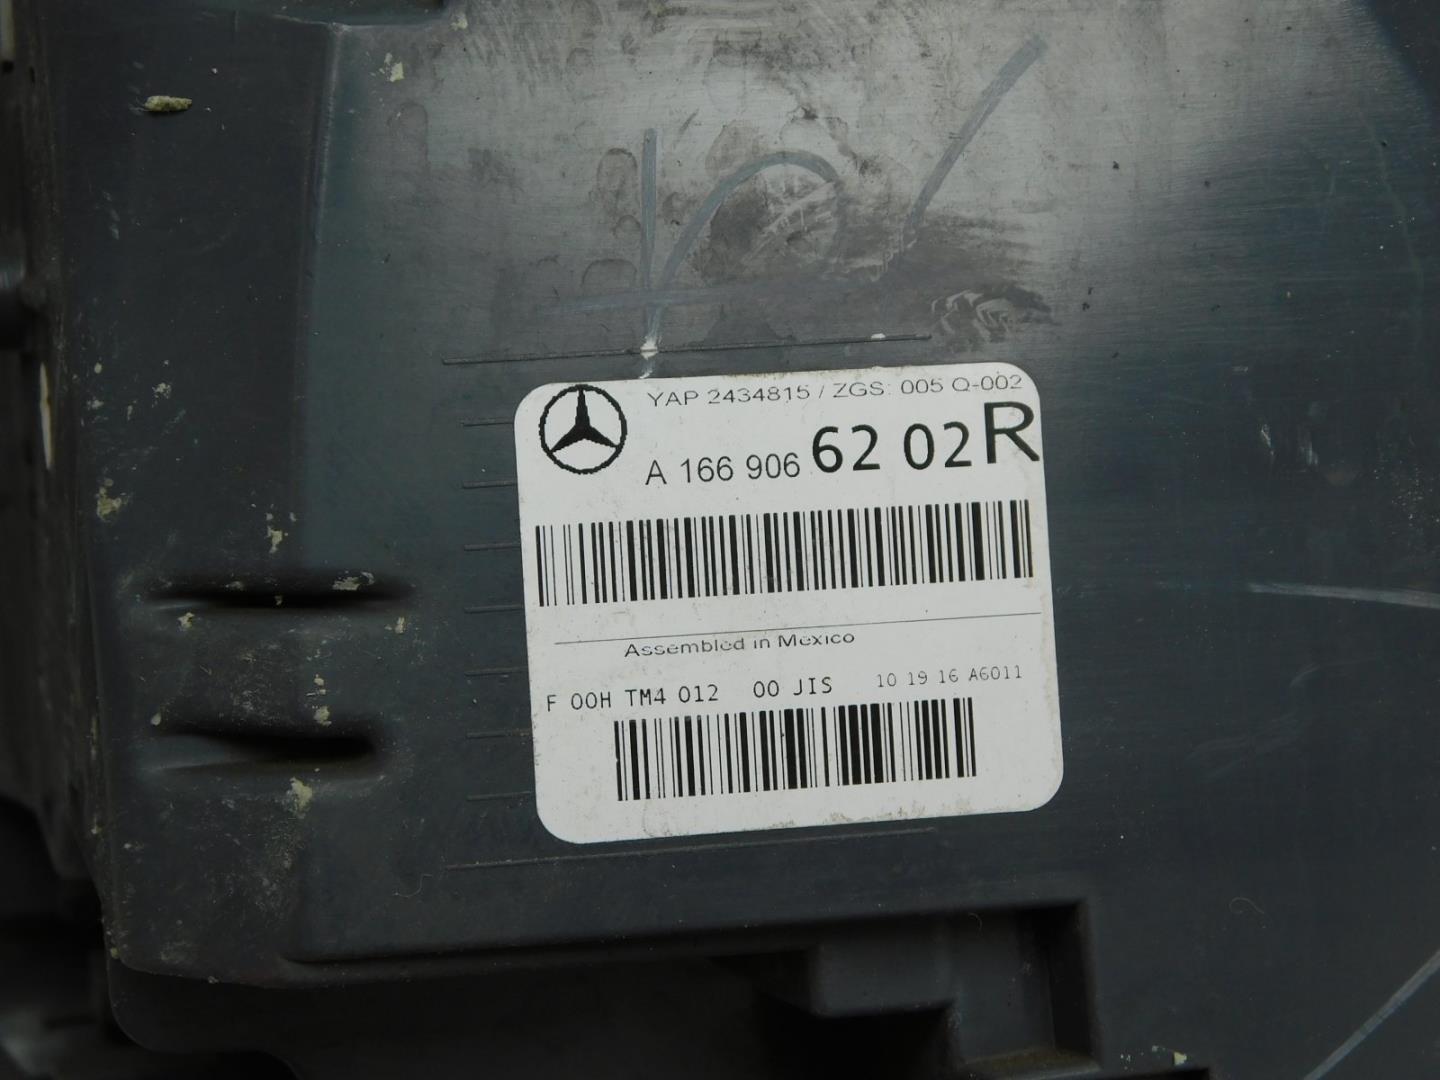 YAP 2434815 / ZGS: 005 Q-002
A 166 906 62 02 R
Assembled in Mexico
F 00H TM4 012 00 JIS 10 19 16 A6011